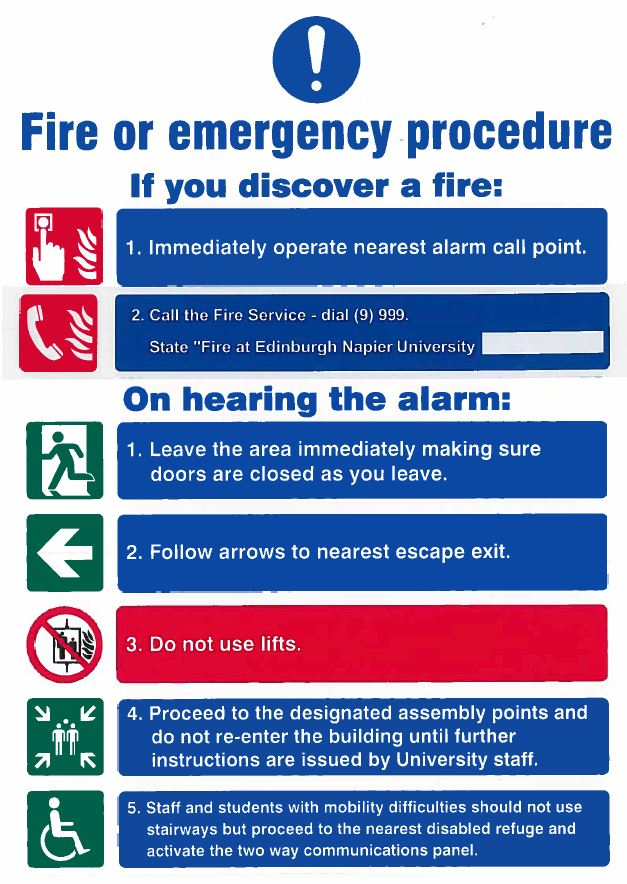 Fire or emergency procedure
If you discover a fire:
1. Immediately operate nearest alarm call point.
2. Call the Fire Service - dial (9) 999.
State "Fire at Edinburgh Napier University
On hearing the alarm:
1. Leave the area immediately making sure
doors are closed as you leave.
2. Follow arrows to nearest escape exit.
3. Do not use lifts.
4. Proceed to the designated assembly points and
do not re-enter the building until further
instructions are issued by University staff.
5. Staff and students with mobility difficulties should not use
stairways but proceed to the nearest disabled refuge and
activate the two way communications panel.